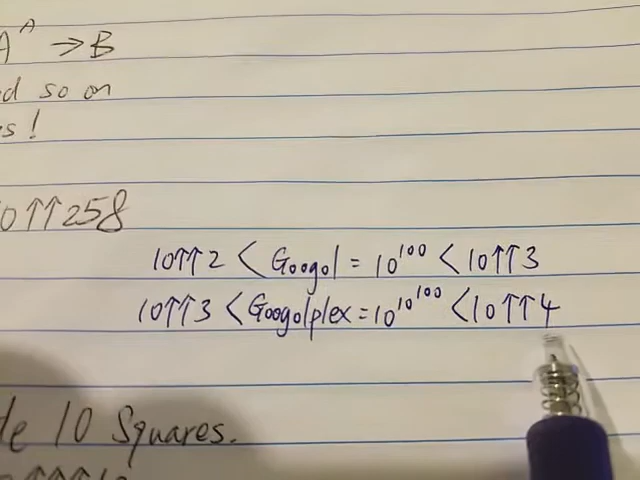 A^A → B
d so on
s!
0↑↑258
10↑↑2 < Googol = 10^100 < 10↑↑3
10↑↑3 < Googolplex = 10^10^100 < 10↑↑4
de 10 Squares.